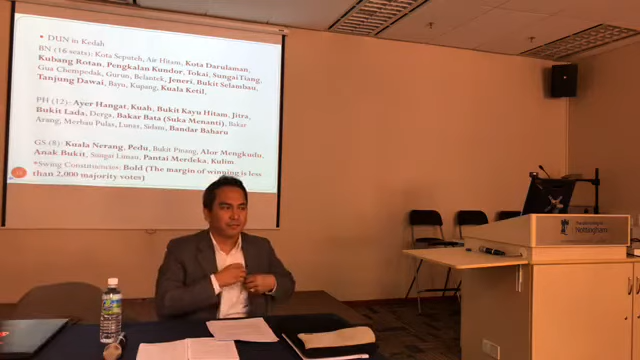 • DUN in Kedah
BN (16 seats): Kota Seputeh, Air Hitam, Kota Darulaman,
Kubang Rotan, Pengkalan Kundor, Tokai, Sungai Tiang,
Gua Chempedak, Gurun, Belantek, Jeneri, Bukit Selambau,
Tanjung Dawai, Bayu, Kupang, Kuala Ketil,
PH (12): Ayer Hangat, Kuah, Bukit Kayu Hitam, Jitra,
Bukit Lada, Derga, Bakar Bata (Suka Menanti), Bakar
Arang, Merbau Pulas, Lunas, Sidam, Bandar Baharu
GS (8): Kuala Nerang, Pedu, Bukit Pinang, Alor Mengkudu,
Anak Bukit, Sungai Limau, Pantai Merdeka, Kulim
*Swing Constituencies: Bold (The margin of winning is less
than 2,000 majority votes)
Nottingham